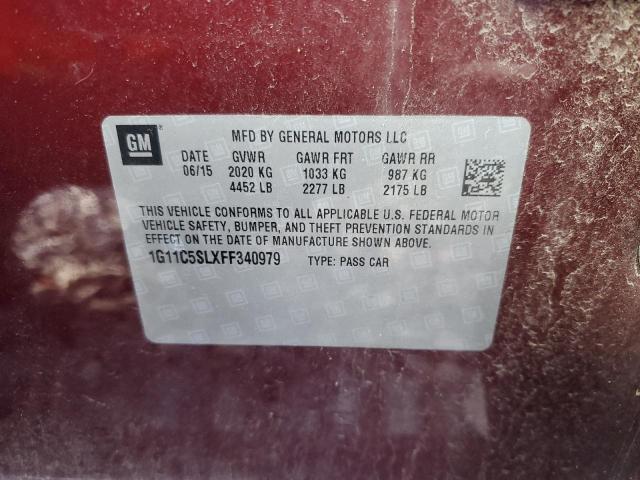 GM
MFD BY GENERAL MOTORS LLC
DATE GVWR GAWR FRT GAWR RR
06/15 2020 KG 1033 KG 987 KG
4452 LB 2277 LB 2175 LB
THIS VEHICLE CONFORMS TO ALL APPLICABLE U.S. FEDERAL MOTOR
VEHICLE SAFETY, BUMPER, AND THEFT PREVENTION STANDARDS IN
EFFECT ON THE DATE OF MANUFACTURE SHOWN ABOVE.
1G11C5SLXFF340979 TYPE: PASS CAR